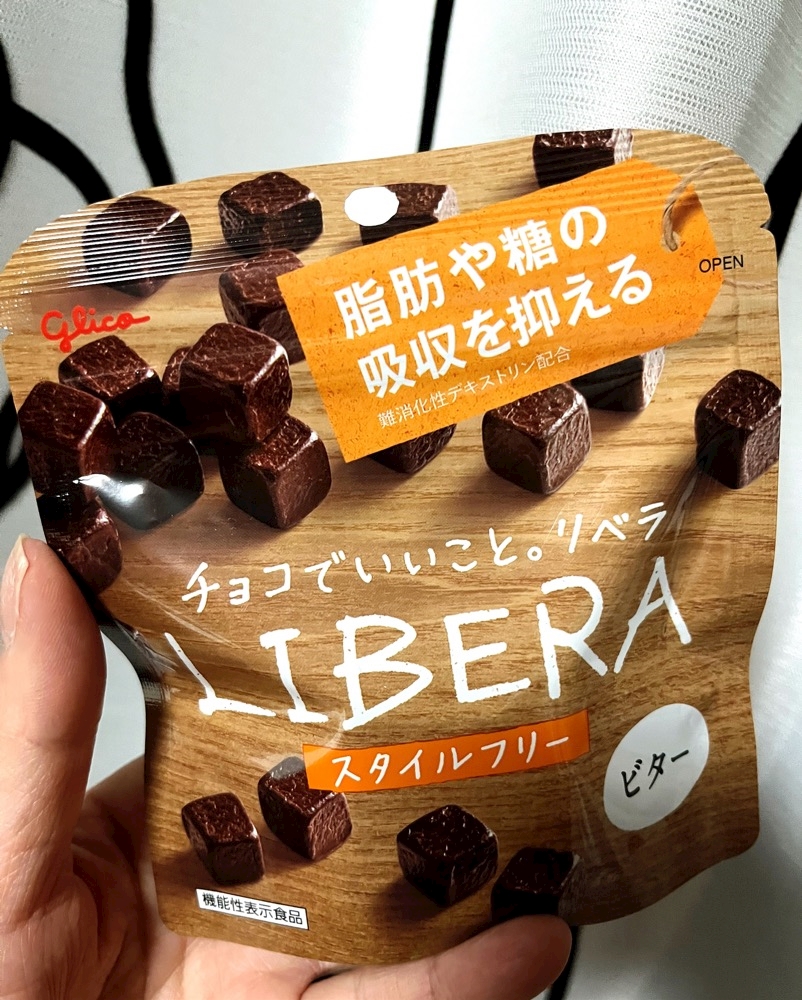 Glico
脂肪や糖の
吸収を抑える
難消化性デキストリン配合
OPEN
チョコでいいこと。リベラ
LIBERA
スタイルフリー
ビター
機能性表示食品